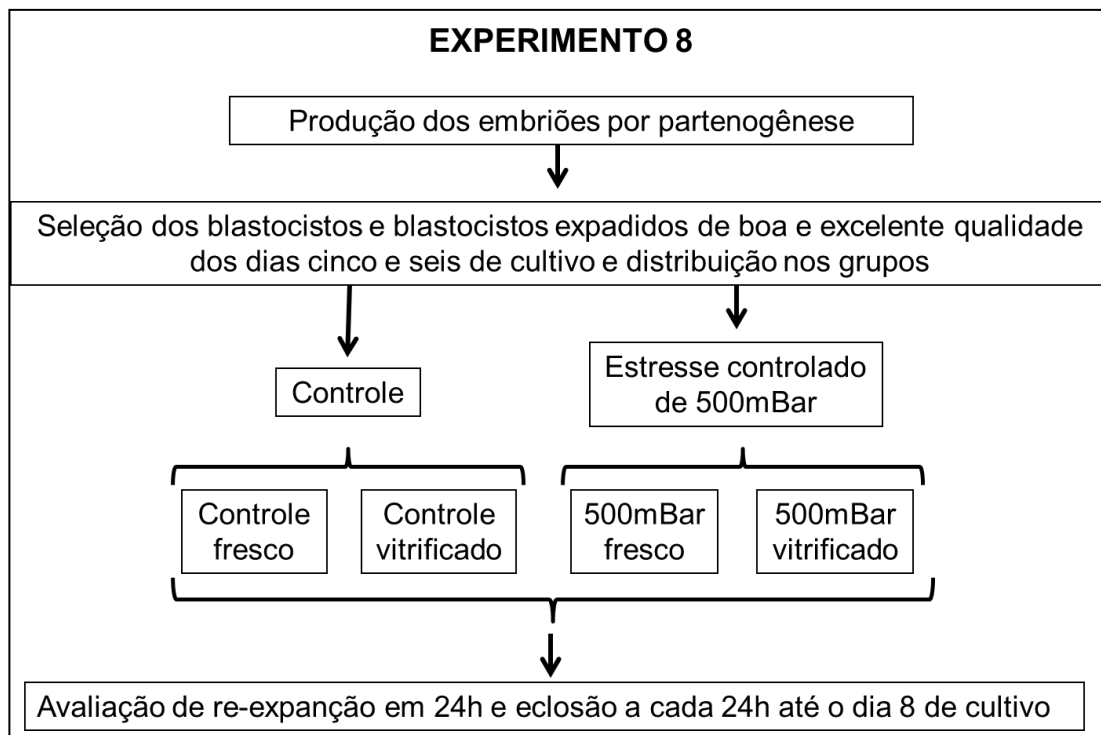 EXPERIMENTO 8
Produção dos embriões por partenogênese
Seleção dos blastocistos e blastocistos expadidos de boa e excelente qualidade
dos dias cinco e seis de cultivo e distribuição nos grupos
Controle
Estresse controlado
de 500mBar
Controle
fresco
Controle
vitrificado
500mBar
fresco
500mBar
vitrificado
Avaliação de re-expanção em 24h e eclosão a cada 24h até o dia 8 de cultivo